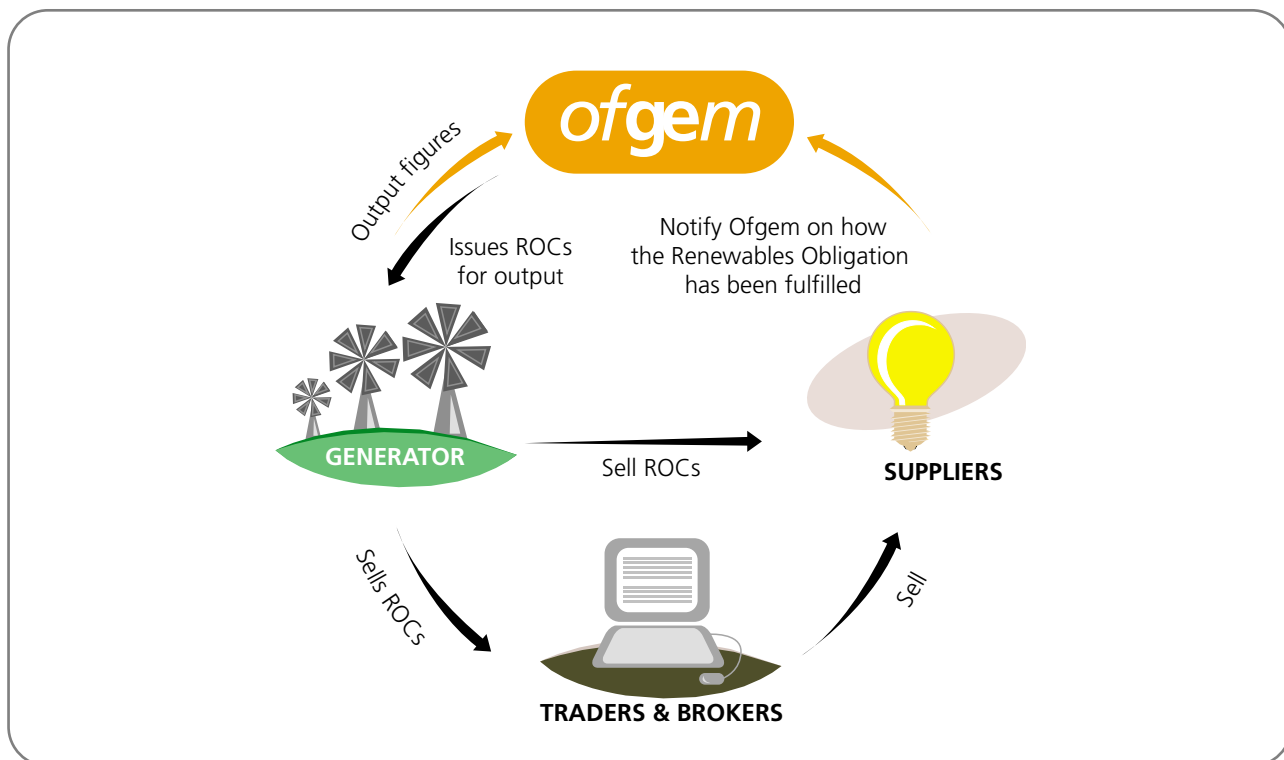 ofgem
Output figures
Issues ROCs
for output
Notify Ofgem on how
the Renewables Obligation
has been fulfilled
GENERATOR
Sell ROCs
SUPPLIERS
Sells ROCs
Sell
TRADERS & BROKERS